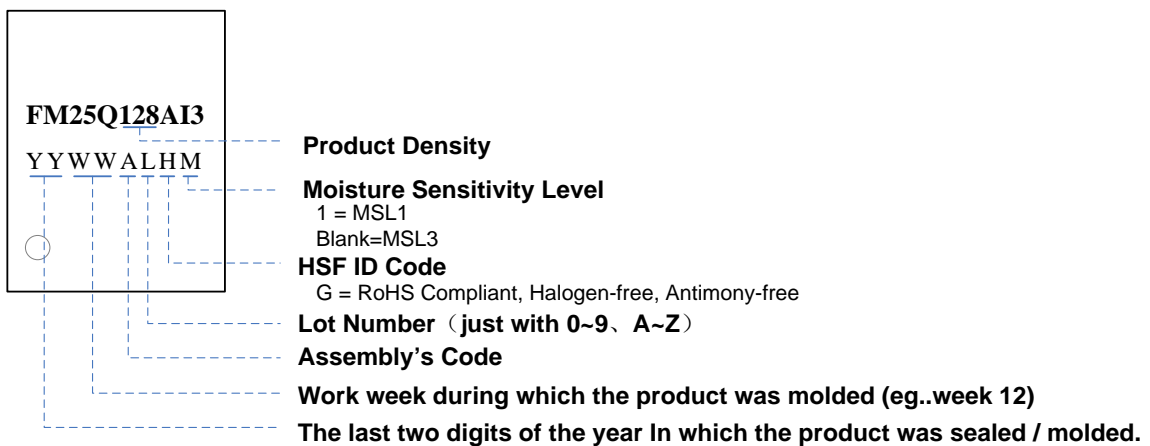 FM25Q128AI3
YYWWALHM
Product Density
Moisture Sensitivity Level
1 = MSL1
Blank=MSL3
HSF ID Code
G = RoHS Compliant, Halogen-free, Antimony-free
Lot Number（just with 0~9、A~Z）
Assembly’s Code
Work week during which the product was molded (eg..week 12)
The last two digits of the year In which the product was sealed / molded.